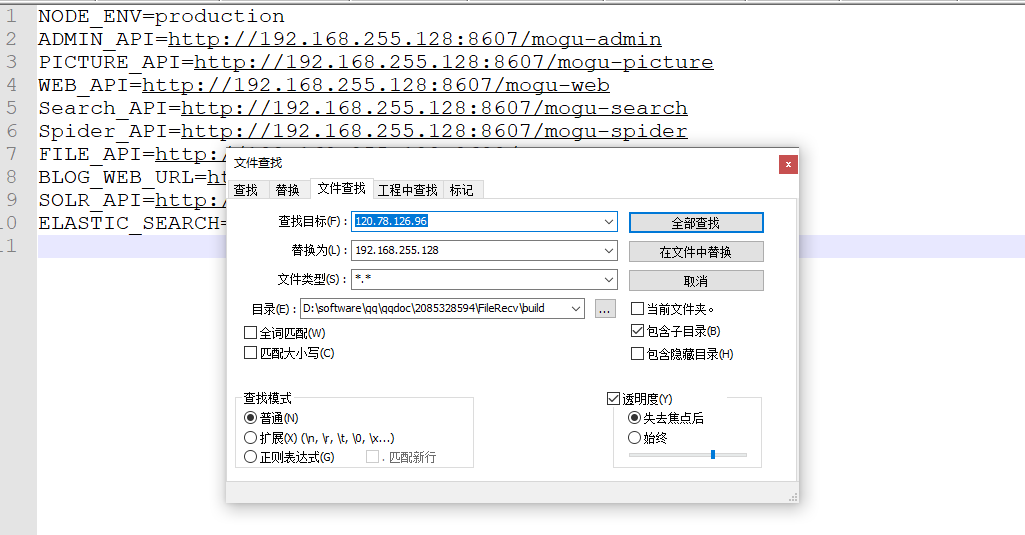 1 NODE_ENV=production
2 ADMIN_API=http://192.168.255.128:8607/mogu-admin
3 PICTURE_API=http://192.168.255.128:8607/mogu-picture
4 WEB_API=http://192.168.255.128:8607/mogu-web
5 Search_API=http://192.168.255.128:8607/mogu-search
6 Spider_API=http://192.168.255.128:8607/mogu-spider
7 FILE_API=http:/
8 BLOG_WEB_URL=ht
9 SOLR_API=http:/
10 ELASTIC_SEARCH=
11
文件查找
x
查找 替换 文件查找 工程中查找 标记
查找目标(F)： 120.78.126.96 全部查找
替换为(L)： 192.168.255.128 在文件中替换
文件类型(S)： *.* 取消
目录(E)： D:\software\qq\qqdoc\2085328594\FileRecv\build ... 当前文件夹。
全词匹配(W) 包含子目录(B)
匹配大小写(C) 包含隐藏目录(H)
查找模式 透明度(Y)
普通(N) 失去焦点后
扩展(X) (\n, \r, \t, \0, \x...) 始终
正则表达式(G) . 匹配新行